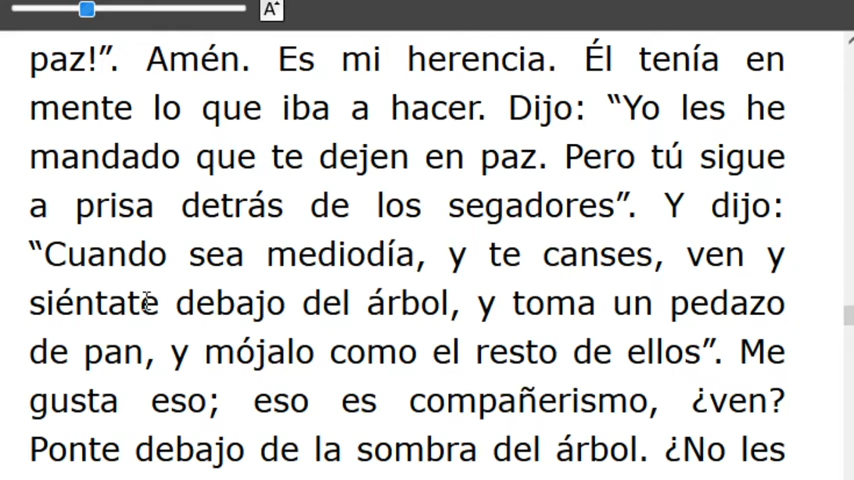 A
paz!”. Amén. Es mi herencia. Él tenía en
mente lo que iba a hacer. Dijo: “Yo les he
mandado que te dejen en paz. Pero tú sigue
a prisa detrás de los segadores”. Y dijo:
“Cuando sea mediodía, y te canses, ven y
siéntate debajo del árbol, y toma un pedazo
de pan, y mójalo como el resto de ellos”. Me
gusta eso; eso es compañerismo, ¿ven?
Ponte debajo de la sombra del árbol. ¿No les